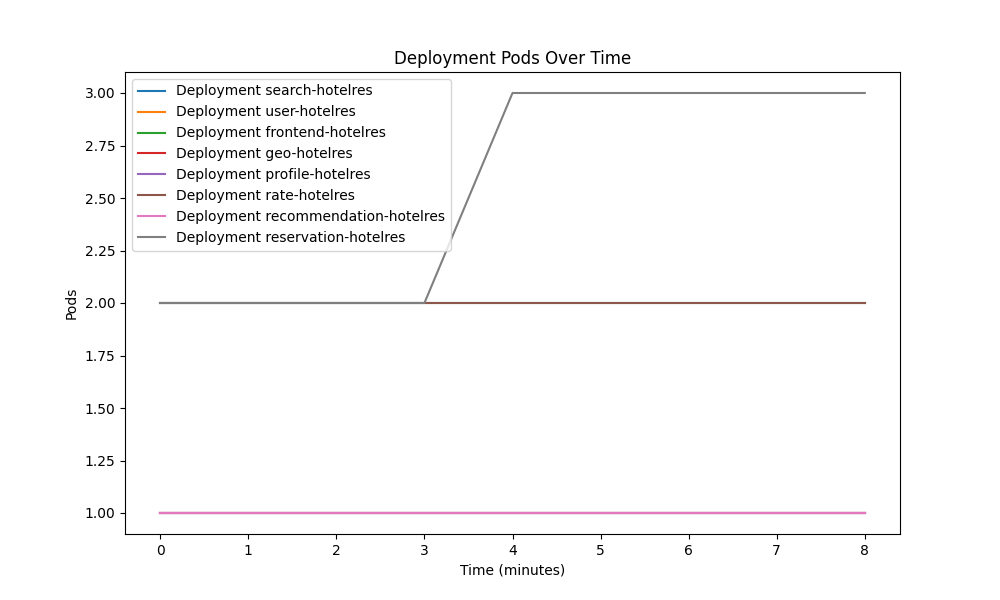 Deployment Pods Over Time
3.00
2.75
2.50
2.25
2.00
1.75
1.50
1.25
1.00
Pods
Deployment search-hotelres
Deployment user-hotelres
Deployment frontend-hotelres
Deployment geo-hotelres
Deployment profile-hotelres
Deployment rate-hotelres
Deployment recommendation-hotelres
Deployment reservation-hotelres
0 1 2 3 4 5 6 7 8
Time (minutes)